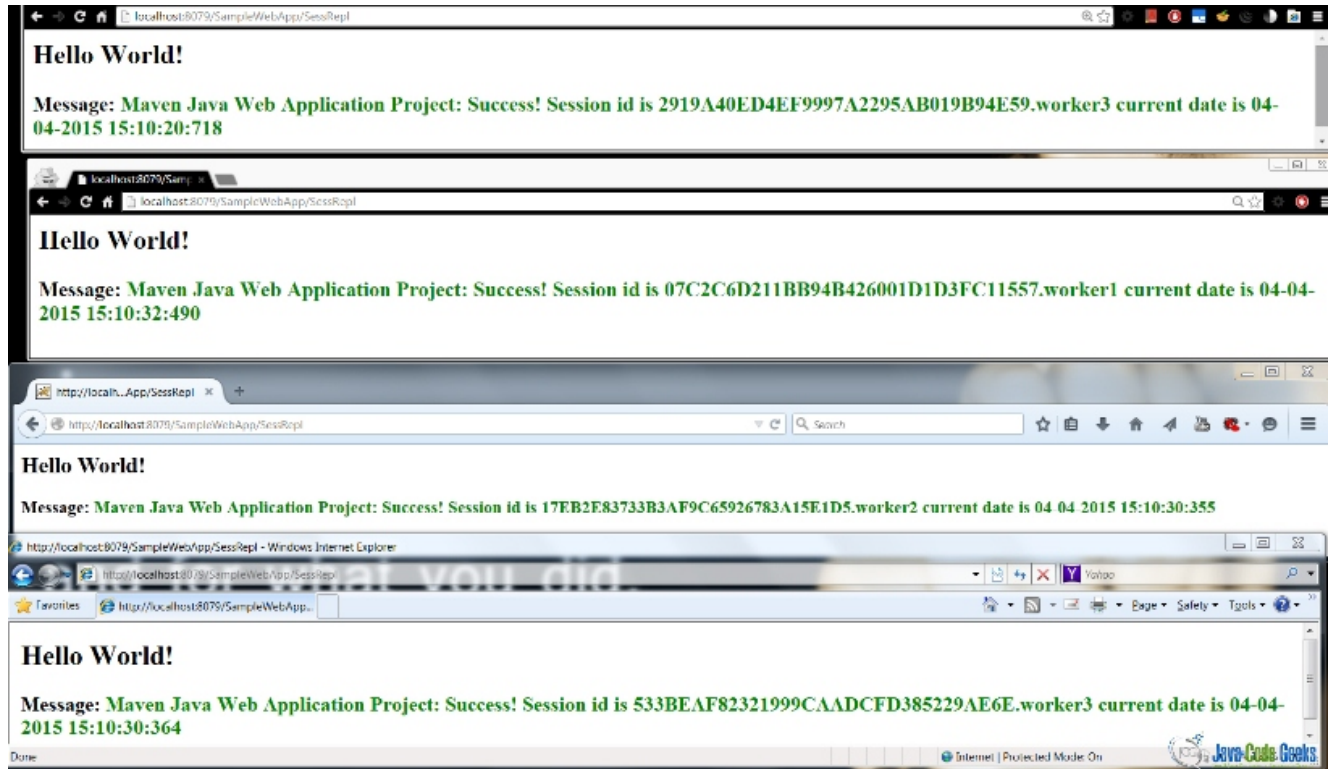 localhost:8079/SampleWebApp/SessRepl
Hello World!
Message: Maven Java Web Application Project: Success! Session id is 2919A40ED4EF9997A2295AB019B94E59.worker3 current date is 04-
04-2015 15:10:20:718
localhost:8079/Samp
localhost:8079/SampleWebApp/SessRepl
Hello World!
Message: Maven Java Web Application Project: Success! Session id is 07C2C6D211BB94B426001D1D3FC11557.worker1 current date is 04-04-
2015 15:10:32:490
http://localh...App/SessRepl
http://localhost:8079/SampleWebApp/SessRepl
Search
Hello World!
Message: Maven Java Web Application Project: Success! Session id is 17EB2E83733B3AF9C65926783A15E1D5.worker2 current date is 04 04 2015 15:10:30:355
http://localhost:8079/SampleWebApp/SessRepl - Windows Internet Explorer
http://localhost:8079/SampleWebApp/SessRepl
what you did.
Yahoo
Favorites
http://localhost:8079/SampleWebApp...
Page Safety Tools
Hello World!
Message: Maven Java Web Application Project: Success! Session id is 533BEAF82321999CAADCFD385229AE6E.worker3 current date is 04-04-
2015 15:10:30:364
Done
Internet | Protected Mode: On
Java Code Geeks